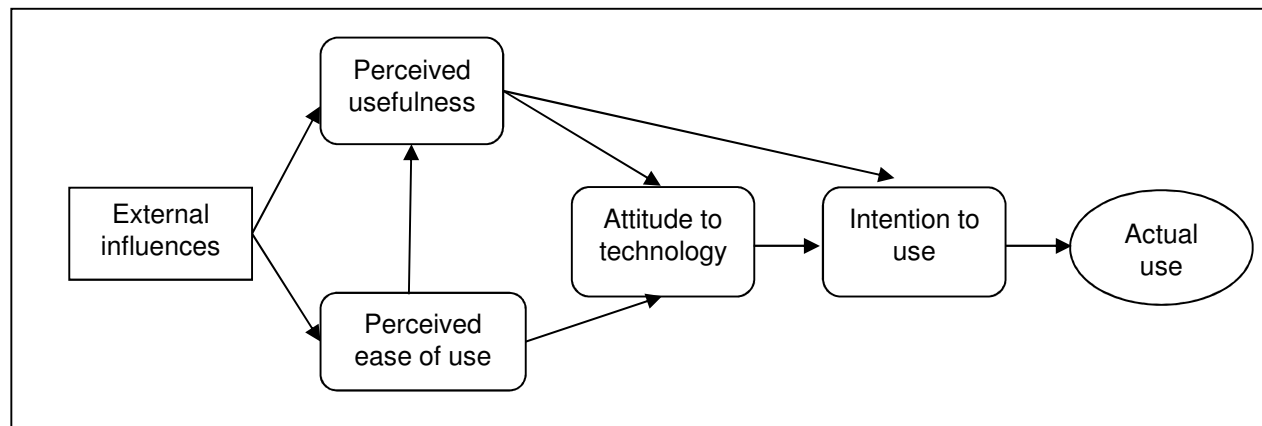 Perceived
usefulness
External
influences
Attitude to
technology
Intention to
use
Actual
use
Perceived
ease of use